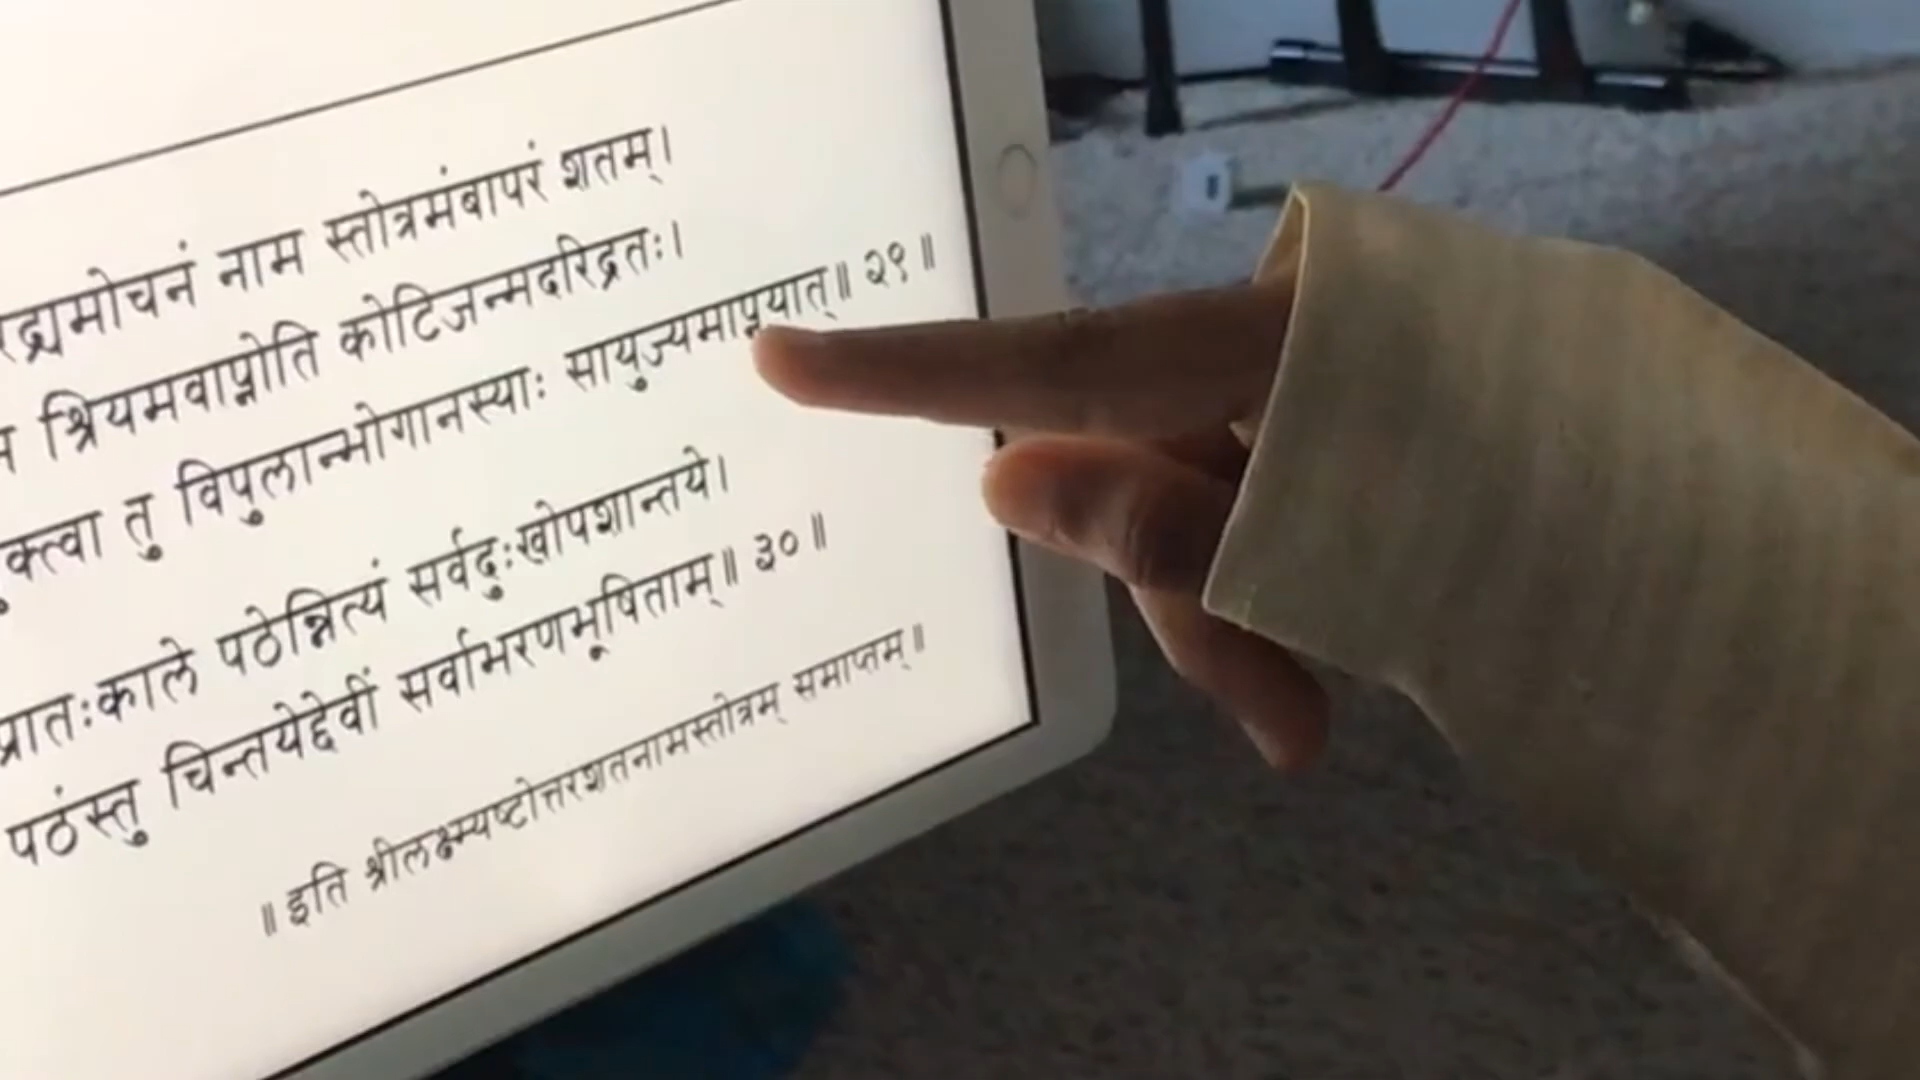 रिद्र्यमोचनं नाम स्तोत्रमंबापरं शतम्।
श्रियमवाप्नोति कोटिजन्मदरिद्रतः।
क्त्वा तु विपुलान्भोगानस्याः सायुज्यमाप्नुयात्॥ २९ ॥
प्रातःकाले पठेन्नित्यं सर्वदुःखोपशान्तये।
पठंस्तु चिन्तयेद्देवीं सर्वाभरणभूषिताम्॥ ३० ॥
॥ इति श्रीलक्ष्म्यष्टोत्तरशतनामस्तोत्रम् समाप्तम् ॥